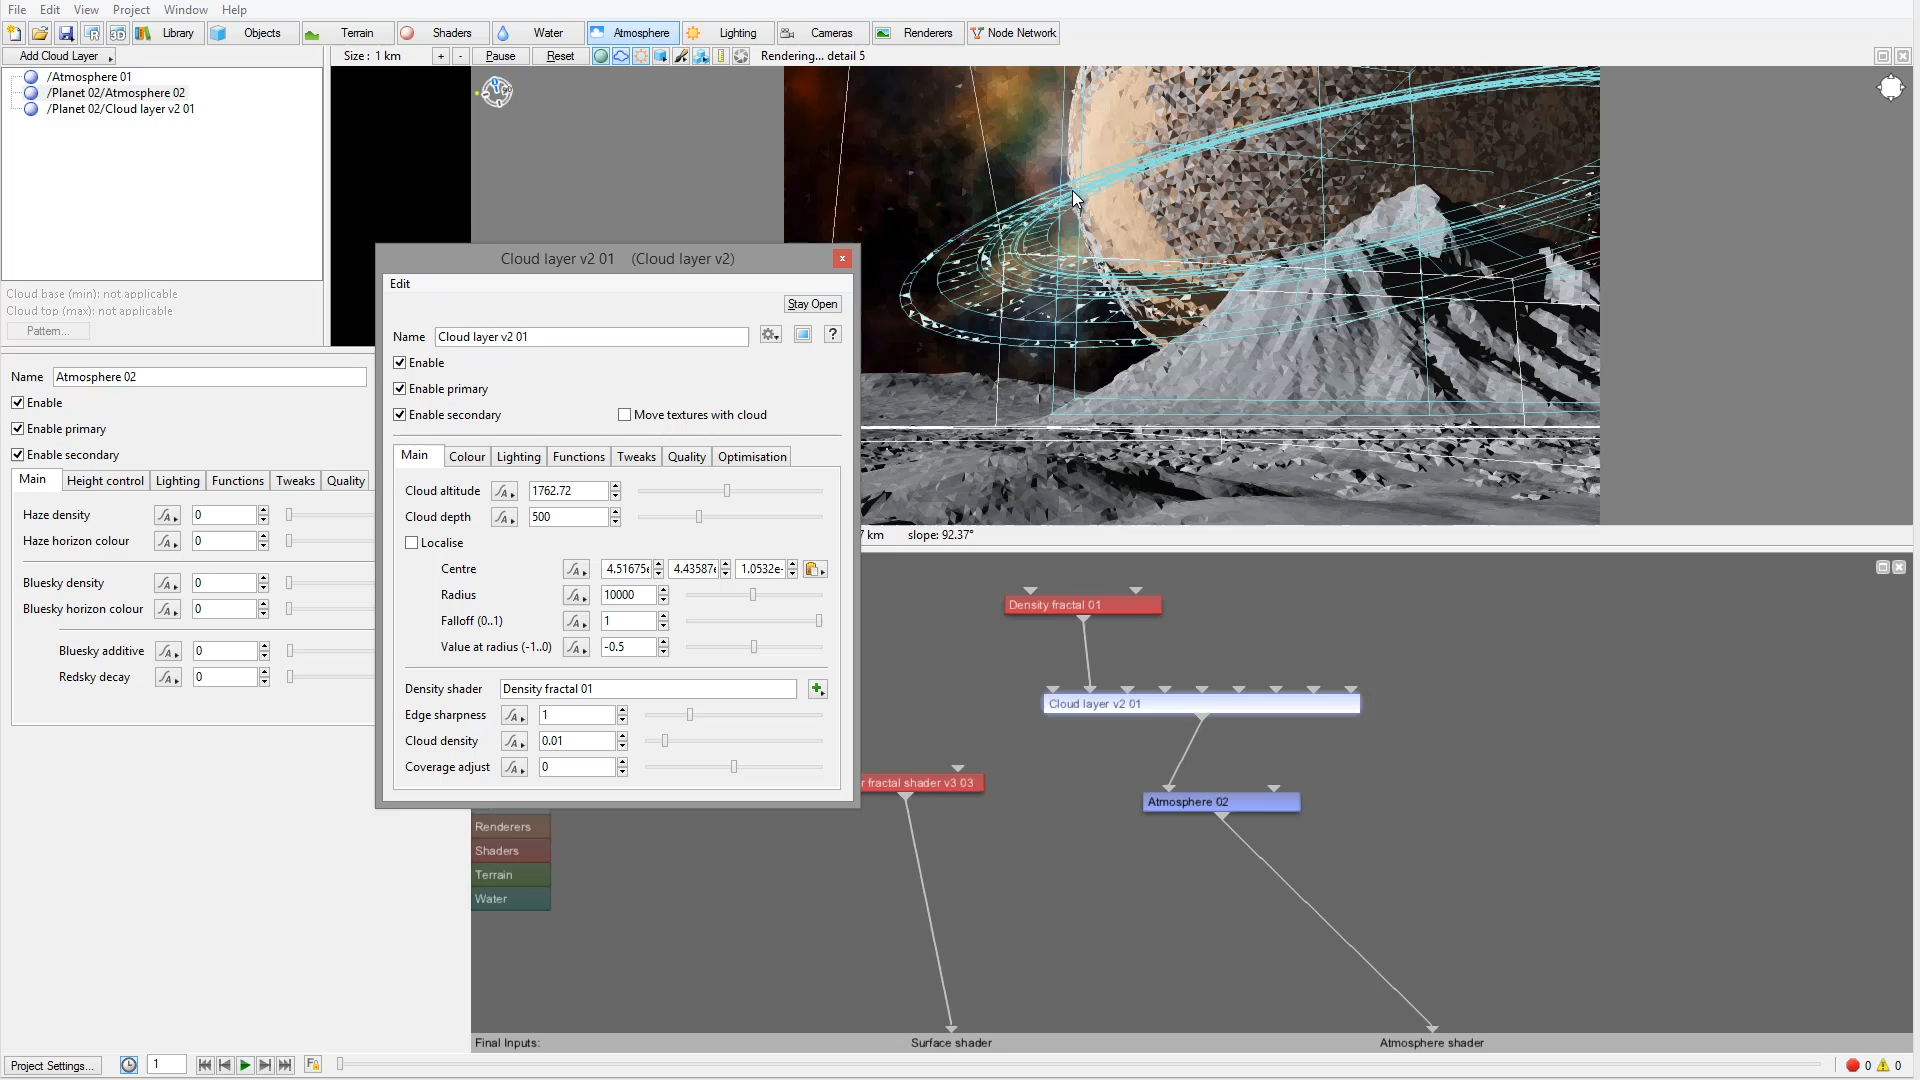 File Edit View Project Window Help
Library Objects Terrain Shaders Water Atmosphere Lighting Cameras Renderers Node Network
Add Cloud Layer Size : 1 km + - Pause Reset Rendering... detail 5
/Atmosphere 01
/Planet 02/Atmosphere 02
/Planet 02/Cloud layer v2 01
Cloud base (min): not applicable
Cloud top (max): not applicable
Pattern...
Name Atmosphere 02
Enable
Enable primary
Enable secondary
Main Height control Lighting Functions Tweaks Quality
Haze density 0
Haze horizon colour 0
Bluesky density 0
Bluesky horizon colour 0
Bluesky additive 0
Redsky decay 0
Cloud layer v2 01 (Cloud layer v2)
Edit
Stay Open
Name Cloud layer v2 01 ?
Enable
Enable primary
Enable secondary Move textures with cloud
Main Colour Lighting Functions Tweaks Quality Optimisation
Cloud altitude 1762.72
Cloud depth 500
Localise
Centre 4.51675e 4.43587e 1.0532e-
Radius 10000
Falloff (0..1) 1
Value at radius (-1..0) -0.5
Density shader Density fractal 01
Edge sharpness 1
Cloud density 0.01
Coverage adjust 0
7 km slope: 92.37°
Density fractal 01
Cloud layer v2 01
r fractal shader v3 03
Atmosphere 02
Renderers
Shaders
Terrain
Water
Final Inputs: Surface shader Atmosphere shader
Project Settings... 1 0 0